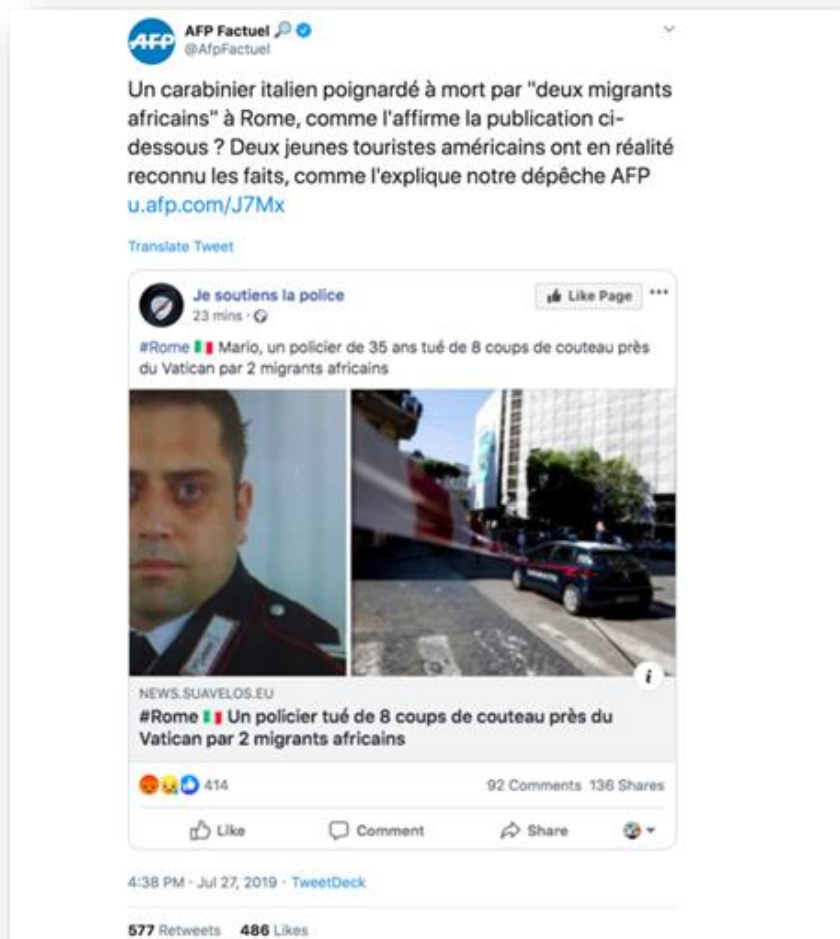 AFP
AFP Factuel 🔎
@AfpFactuel
Un carabinier italien poignardé à mort par "deux migrants
africains" à Rome, comme l'affirme la publication ci-
dessous ? Deux jeunes touristes américains ont en réalité
reconnu les faits, comme l'explique notre dépêche AFP
u.afp.com/J7Mx
Translate Tweet
Je soutiens la police
Like Page
23 mins ·
#Rome 🇮🇹 Mario, un policier de 35 ans tué de 8 coups de couteau près
du Vatican par 2 migrants africains
i
NEWS.SUAVELOS.EU
#Rome 🇮🇹 Un policier tué de 8 coups de couteau près du
Vatican par 2 migrants africains
414
92 Comments 136 Shares
Like Comment Share
4:38 PM · Jul 27, 2019 · TweetDeck
577 Retweets 486 Likes